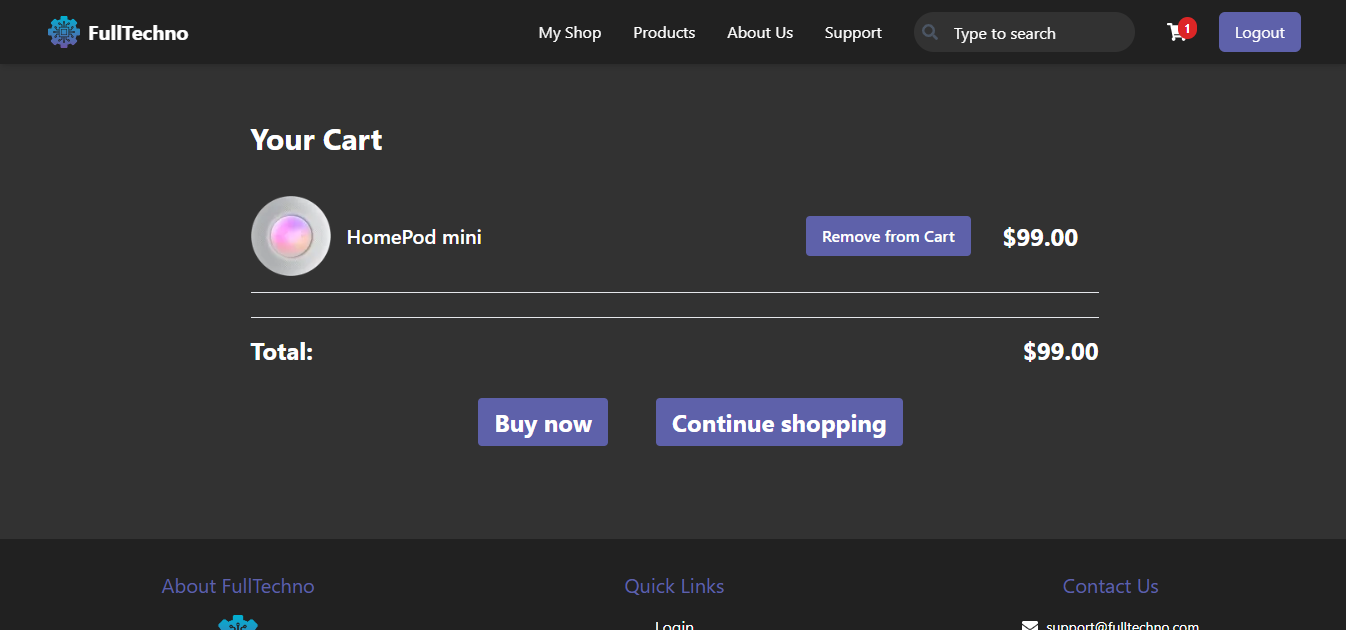 FullTechno My Shop Products About Us Support Type to search 1 Logout
Your Cart
HomePod mini Remove from Cart $99.00
Total: $99.00
Buy now Continue shopping
About FullTechno Quick Links Contact Us
Login support@fulltechno.com